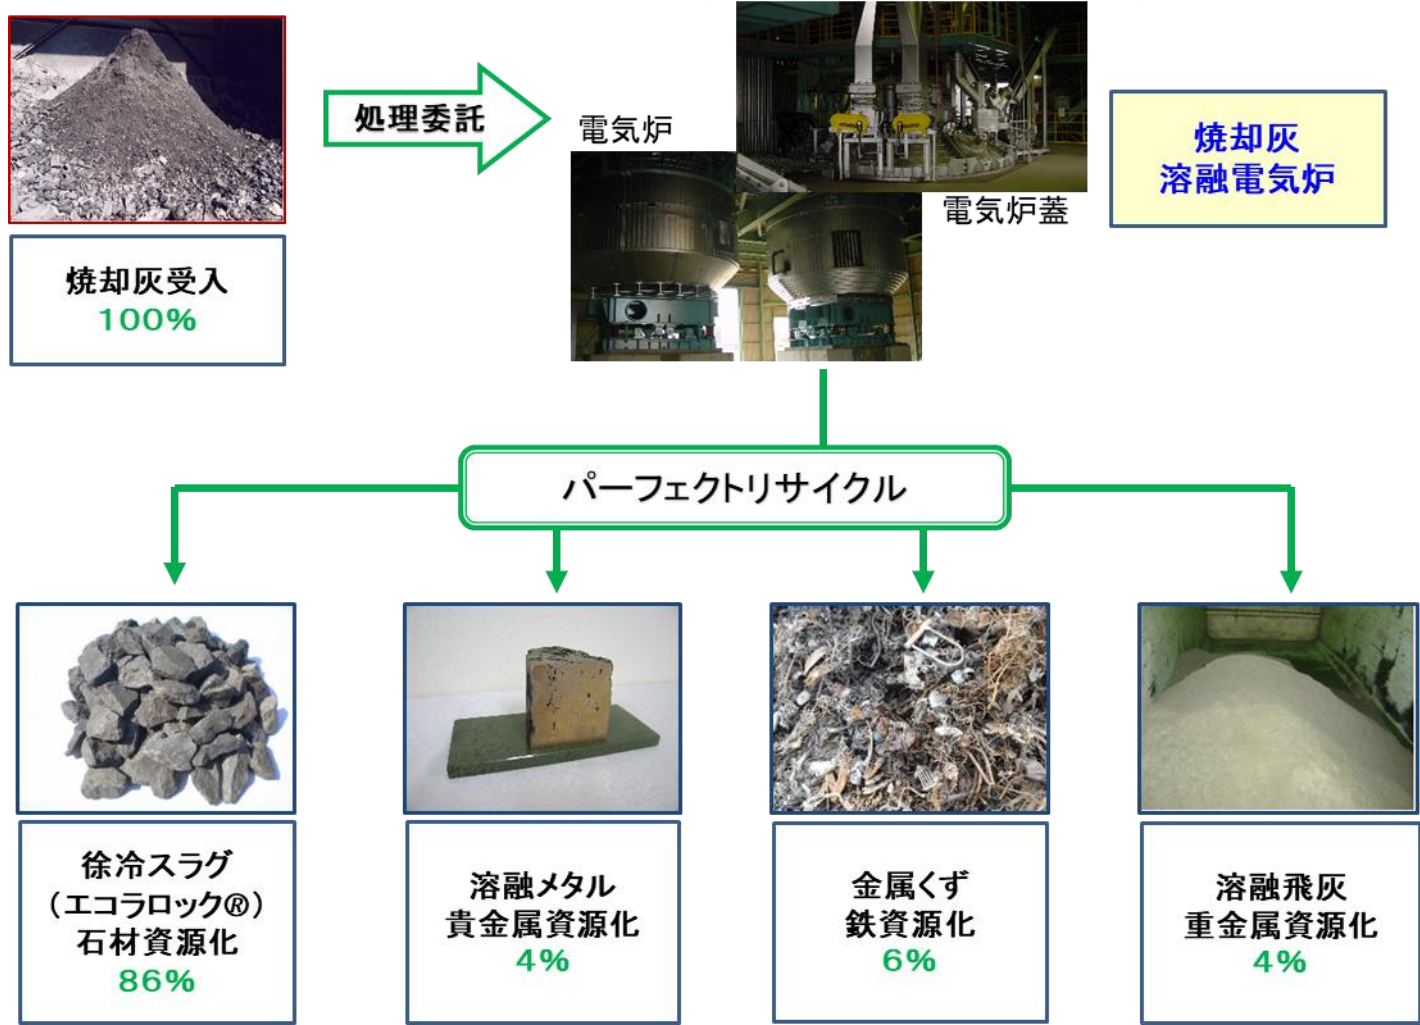 処理委託
電気炉
電気炉蓋
焼却灰
溶融電気炉
焼却灰受入
100%
パーフェクトリサイクル
徐冷スラグ
（エコラロック®）
石材資源化
86%
溶融メタル
貴金属資源化
4%
金属くず
鉄資源化
6%
溶融飛灰
重金属資源化
4%